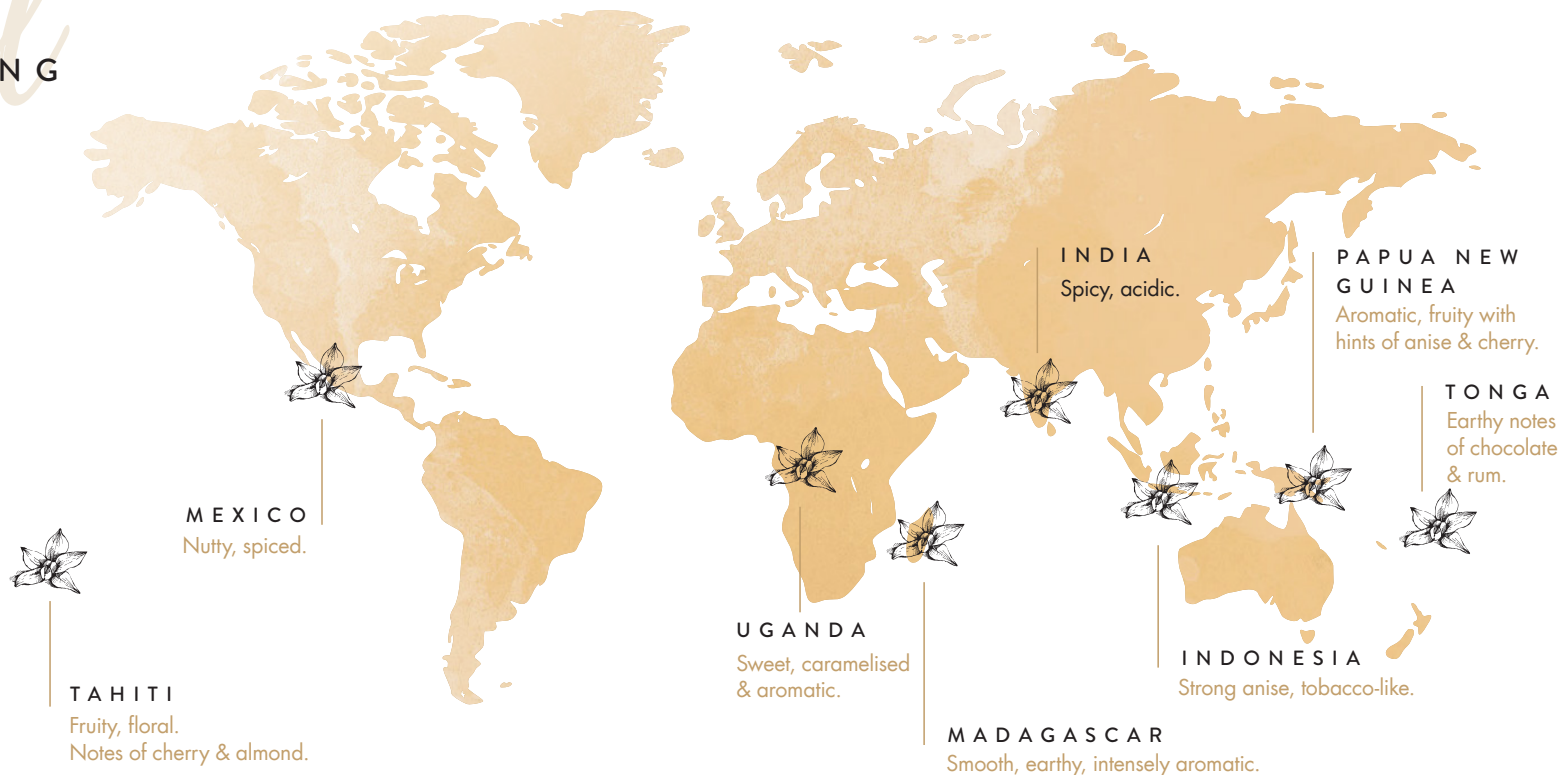 NG
INDIA
Spicy, acidic.
PAPUA NEW
GUINEA
Aromatic, fruity with
hints of anise & cherry.
TONGA
Earthy notes
of chocolate
& rum.
MEXICO
Nutty, spiced.
UGANDA
Sweet, caramelised
& aromatic.
INDONESIA
Strong anise, tobacco-like.
TAHITI
Fruity, floral.
Notes of cherry & almond.
MADAGASCAR
Smooth, earthy, intensely aromatic.